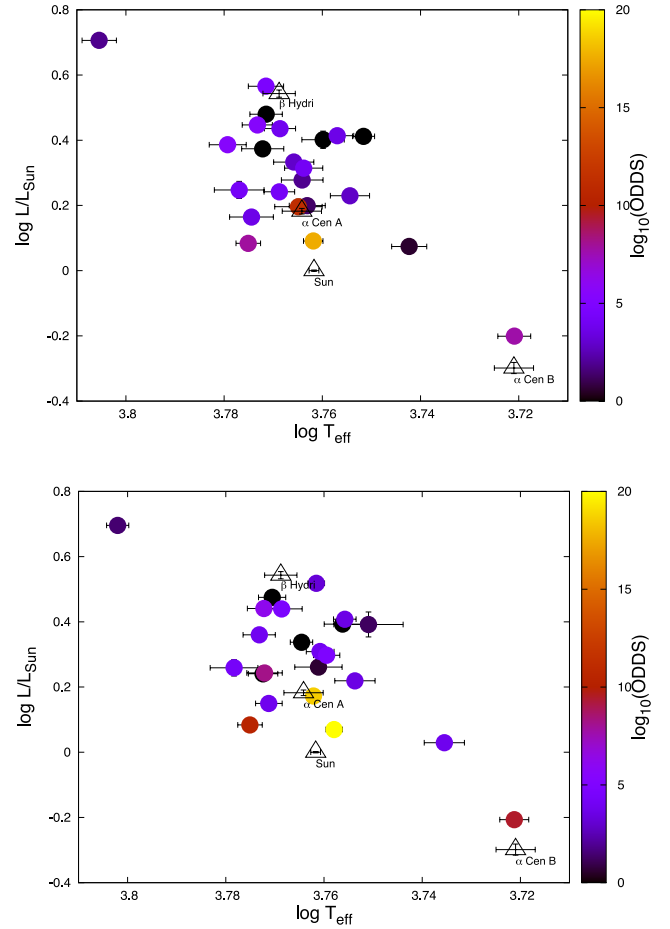 0.8
0.6
0.4
0.2
0
-0.2
-0.4
log L/L_Sun
β Hydri
α Cen A
Sun
α Cen B
3.8 3.78 3.76 3.74 3.72
log T_eff
20
15
10
5
0
log_10(ODDS)
0.8
0.6
0.4
0.2
0
-0.2
-0.4
log L/L_Sun
β Hydri
α Cen A
Sun
α Cen B
3.8 3.78 3.76 3.74 3.72
log T_eff
20
15
10
5
0
log_10(ODDS)